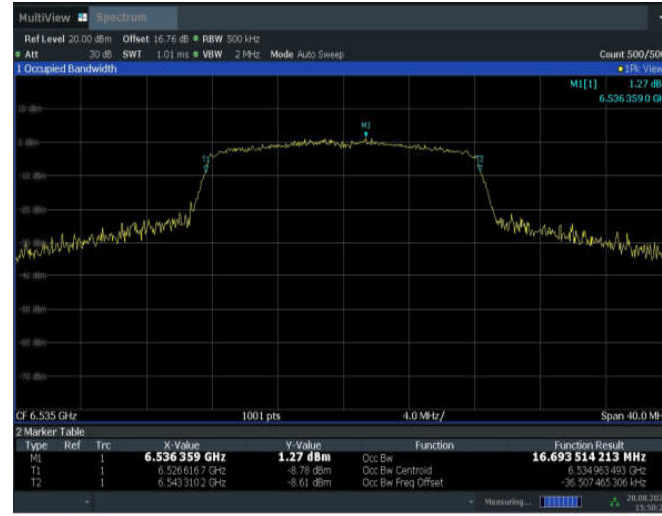 MultiView Spectrum
Ref Level 20.00 dBm Offset 16.76 dB RBW 500 kHz
Att 30 dB SWT 1.01 ms VBW 2 MHz Mode Auto Sweep Count 500/50
1 Occupied Bandwidth 1Pk View
M1[1] 1.27 dB
6.536 359 0 G
10 dBm
M1
0 dBm
T1 T2
-10 dBm
-20 dBm
-30 dBm
-40 dBm
-50 dBm
-60 dBm
-70 dBm
CF 6.535 GHz 1001 pts 4.0 MHz/ Span 40.0 M
2 Marker Table
Type Ref Trc X-Value Y-Value Function Function Result
M1 1 6.536 359 GHz 1.27 dBm Occ Bw 16.693 514 213 MHz
T1 1 6.526 616 7 GHz -8.78 dBm Occ Bw Centroid 6.534 963 493 GHz
T2 1 6.543 310 2 GHz -8.61 dBm Occ Bw Freq Offset -36.507 465 306 kHz
Measuring... 20.08.202
15:50: